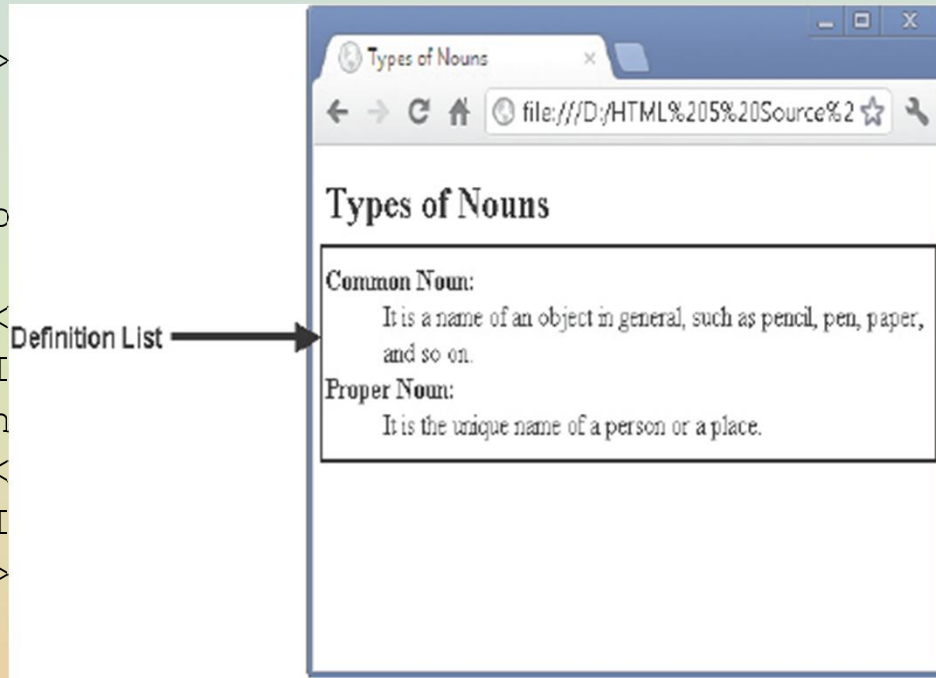 Types of Nouns
file:///D:/HTML%205%20Source%2
Types of Nouns
Common Noun:
It is a name of an object in general, such as pencil, pen, paper,
and so on.
Definition List
Proper Noun:
It is the unique name of a person or a place.